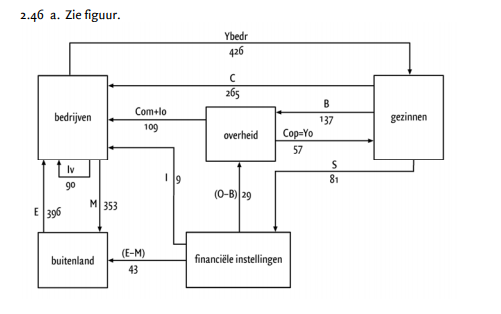 2.46 a. Zie figuur.
Ybedr
426
C
265
bedrijven
Com+Io
109
overheid
B
137
Cop=Yo
57
gezinnen
S
81
Iv
90
I 9
(O-B) 29
E 396
M 353
buitenland
(E-M)
43
financiële instellingen